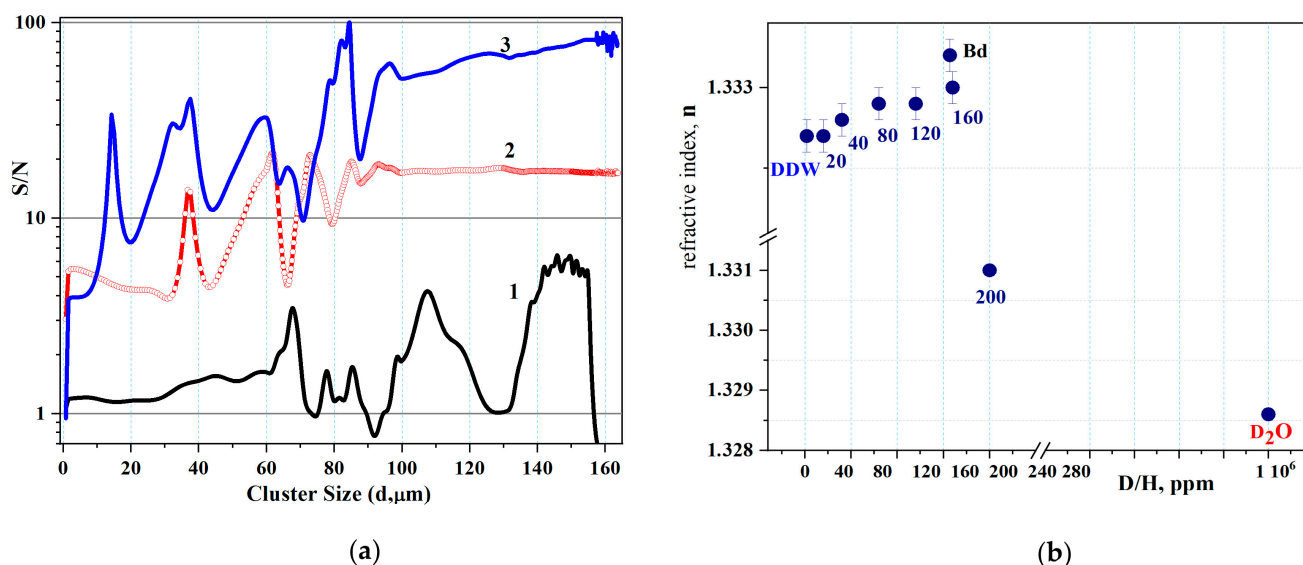 (a)
100
10
1
S/N
3
2
1
0 20 40 60 80 100 120 140 160
Cluster Size (d,μm)
(b)
refractive index, n
1.333
1.331
1.330
1.329
1.328
Bd
160
120
80
40
20
DDW
200
D₂O
0 40 80 120 160 200 240 280 1 10⁶
D/H, ppm
(a)
(b)